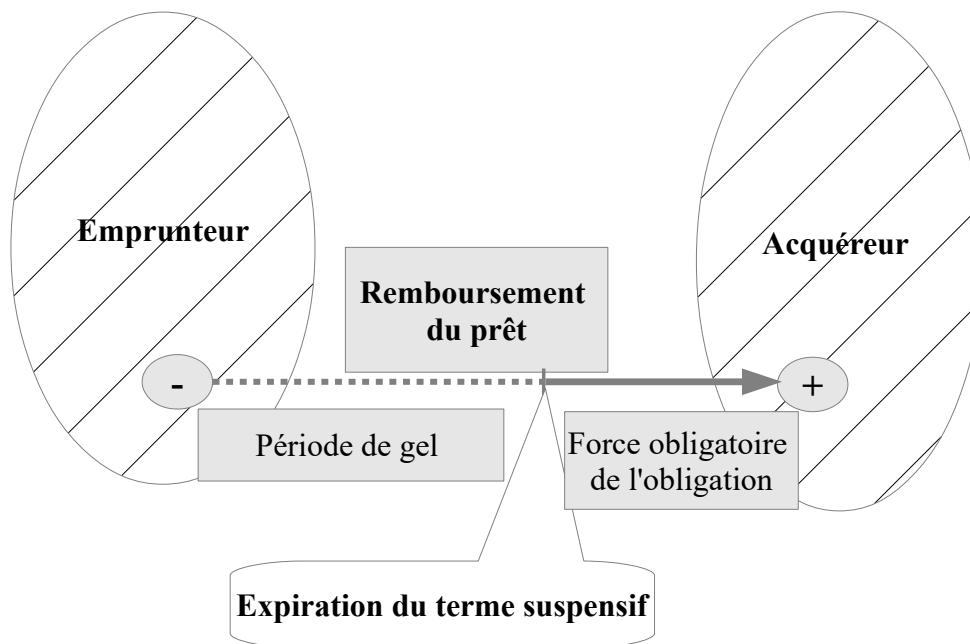 Emprunteur
Acquéreur
Remboursement
du prêt
-
+
Période de gel
Force obligatoire
de l'obligation
Expiration du terme suspensif